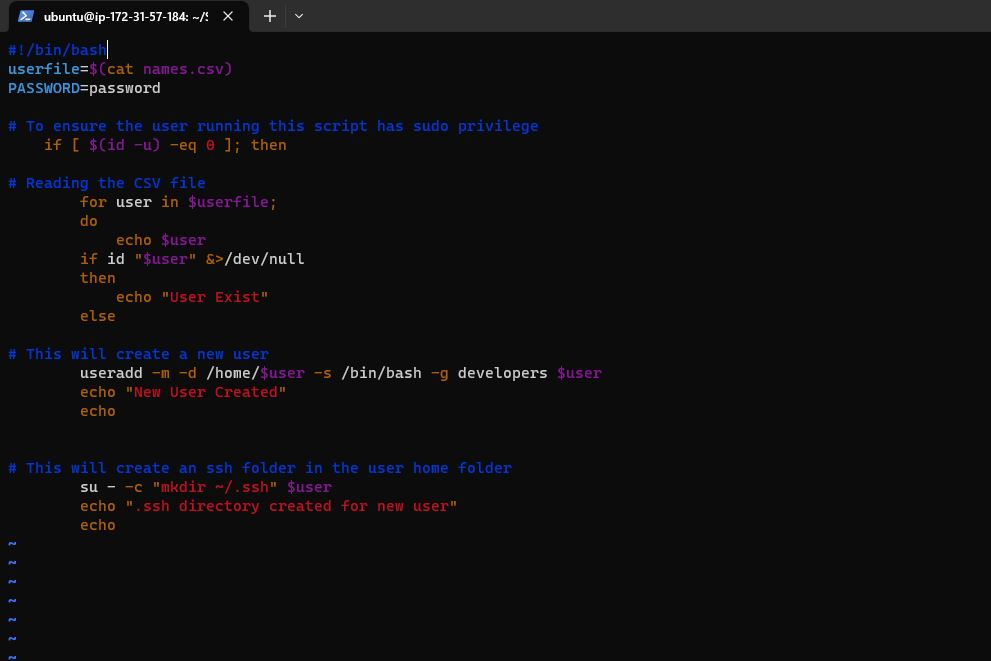 ubuntu@ip-172-31-57-184: ~/S
#!/bin/bash
userfile=$(cat names.csv)
PASSWORD=password
# To ensure the user running this script has sudo privilege
    if [ $(id -u) -eq 0 ]; then
# Reading the CSV file
        for user in $userfile;
        do
            echo $user
        if id "$user" &>/dev/null
        then
            echo "User Exist"
        else
# This will create a new user
        useradd -m -d /home/$user -s /bin/bash -g developers $user
        echo "New User Created"
        echo
# This will create an ssh folder in the user home folder
        su - -c "mkdir ~/.ssh" $user
        echo ".ssh directory created for new user"
        echo
~
~
~
~
~
~
~